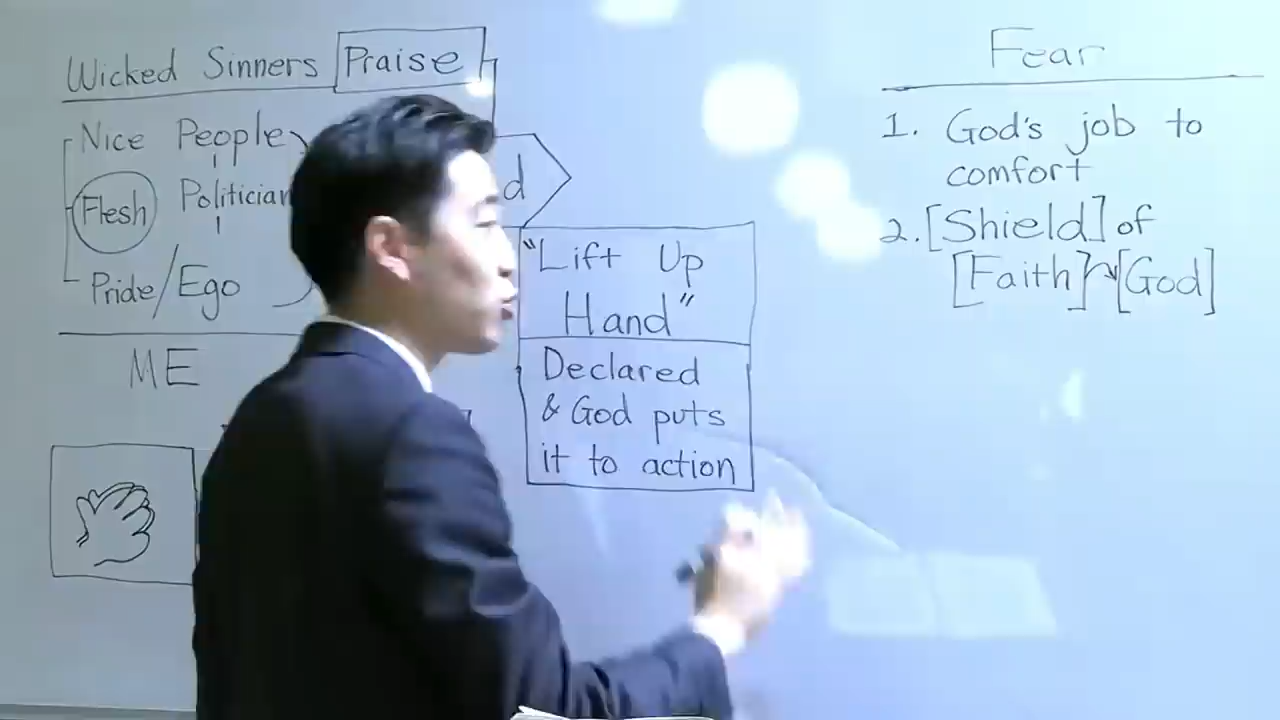 Wicked Sinners Praise
Nice People
Flesh Politician
Pride/Ego
ME
d
"Lift Up
Hand"
Declared
& God puts
it to action
Fear
1. God's job to
comfort
2. [Shield] of
[Faith] [God]